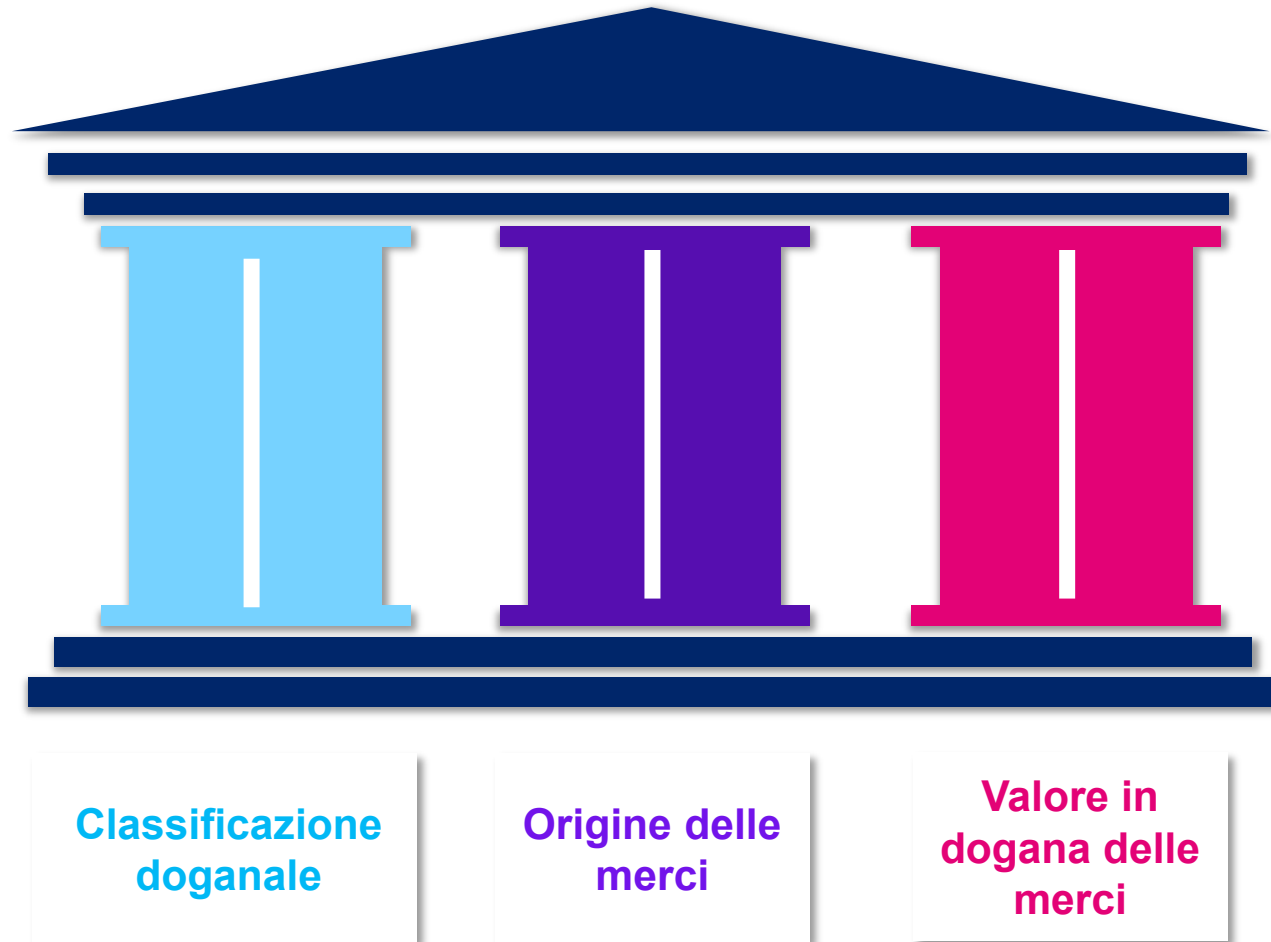 Classificazione
doganale
Origine delle
merci
Valore in
dogana delle
merci